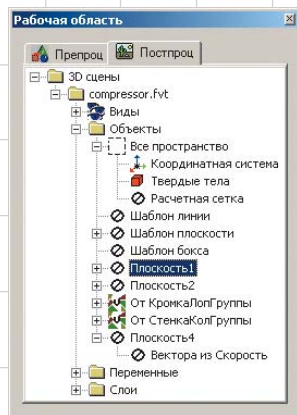 Рабочая область
Препроц Постпроц
3D сцены
compressor.fvt
Виды
Объекты
Все пространство
Координатная система
Твердые тела
Расчетная сетка
Шаблон линии
Шаблон плоскости
Шаблон бокса
Плоскость1
Плоскость2
От КромкаЛопГруппы
От СтенкаКолГруппы
Плоскость4
Вектора из Скорость
Переменные
Слои